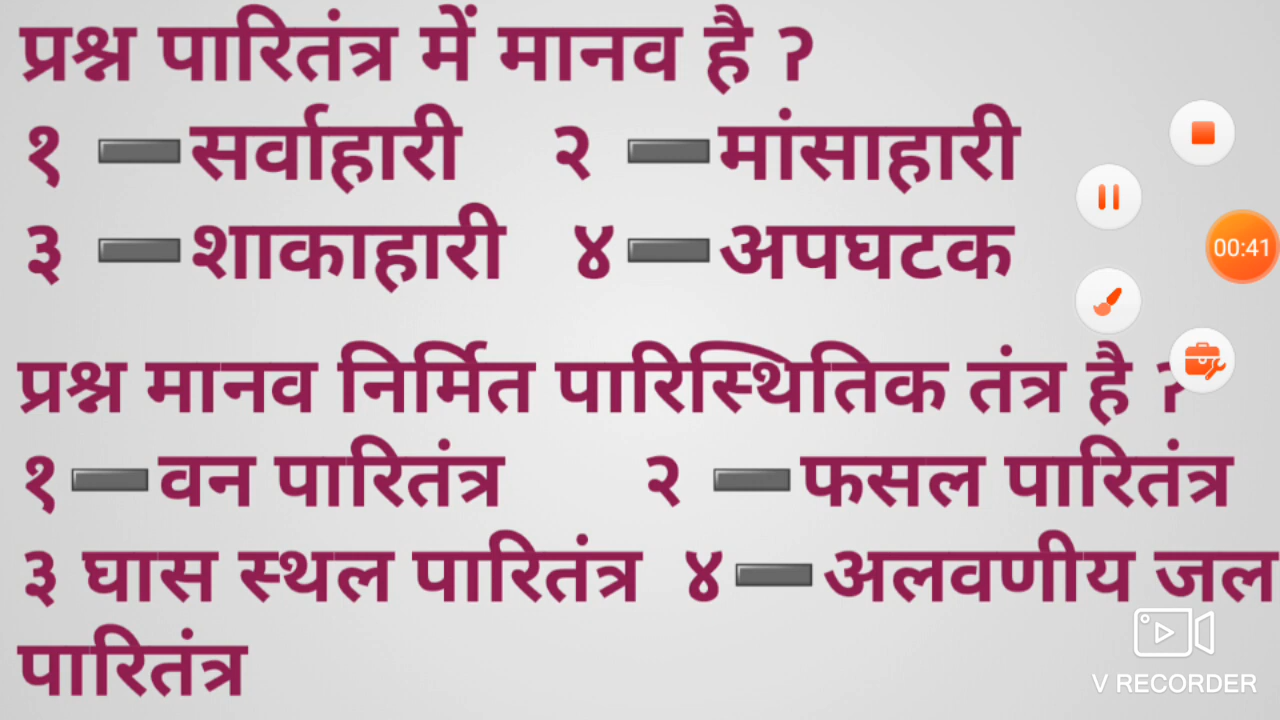 प्रश्न पारितंत्र में मानव है ?
१ ➖सर्वाहारी २ ➖मांसाहारी
३ ➖शाकाहारी ४ ➖अपघटक
00:41
प्रश्न मानव निर्मित पारिस्थितिक तंत्र है ?
१➖वन पारितंत्र २ ➖फसल पारितंत्र
३ घास स्थल पारितंत्र ४➖अलवणीय जल
पारितंत्र
V RECORDER